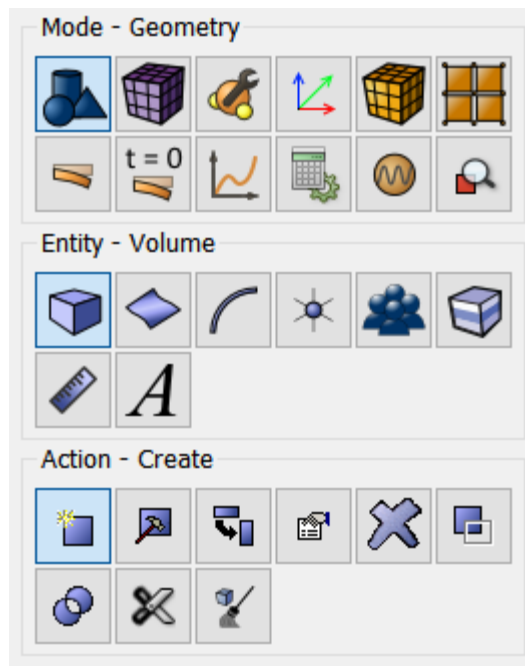 Mode - Geometry
t = 0
Entity - Volume
A
Action - Create